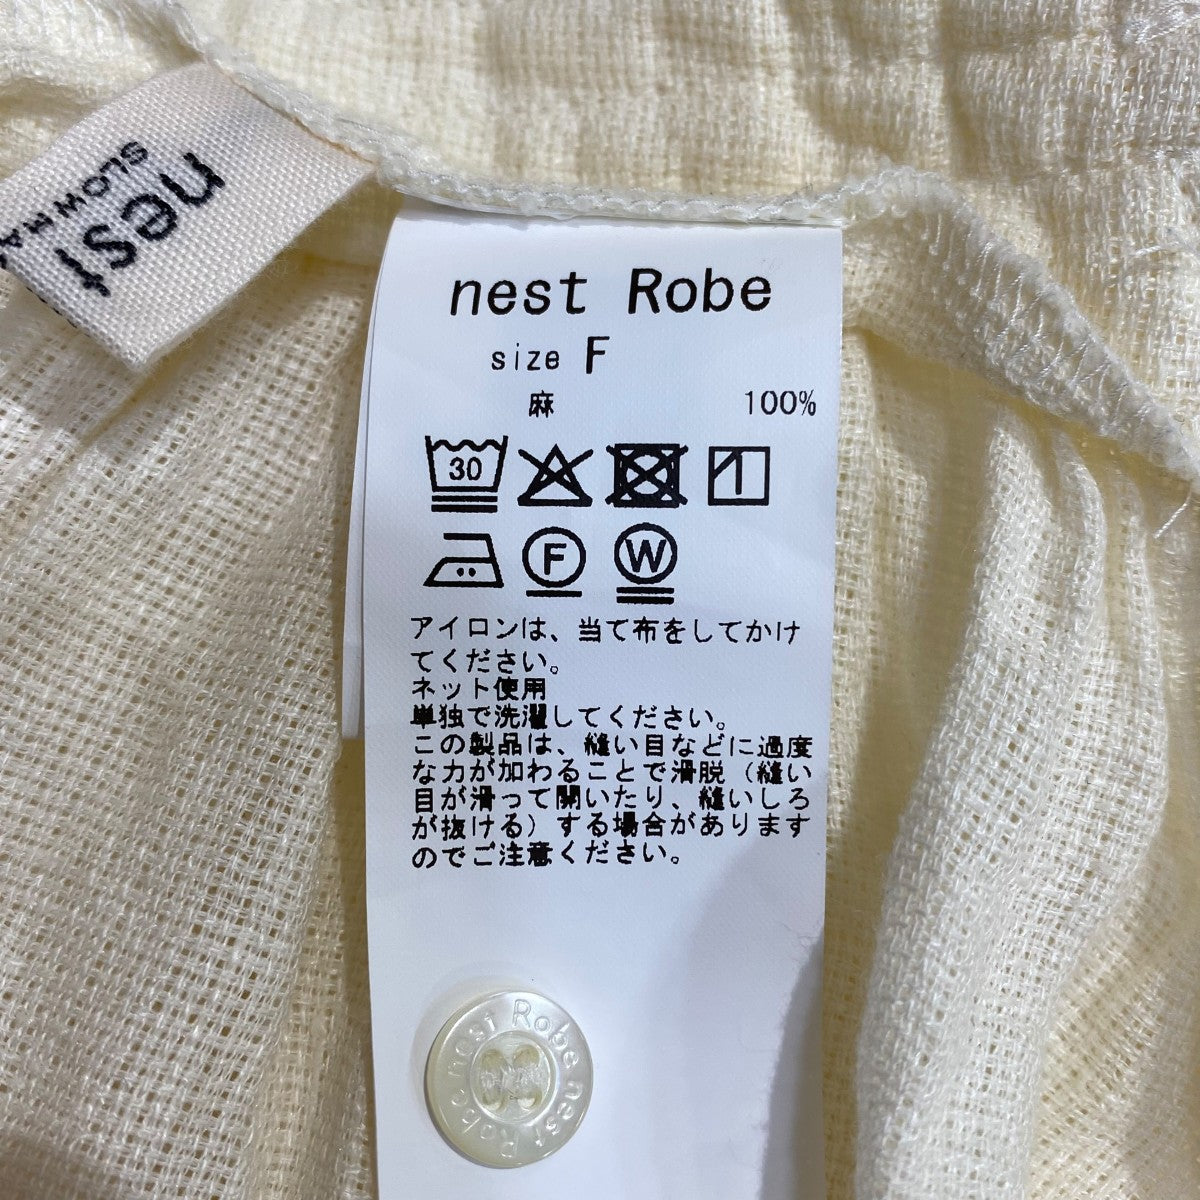 nest
nest Robe
size F
麻 100%
30
F W
アイロンは、当て布をしてかけ
てください。
ネット使用
単独で洗濯してください。
この製品は、縫い目などに過度
な力が加わることで滑脱（縫い
目が滑って開いたり、縫いしろ
が抜ける）する場合があります
のでご注意ください。
nest Robe nest Robe